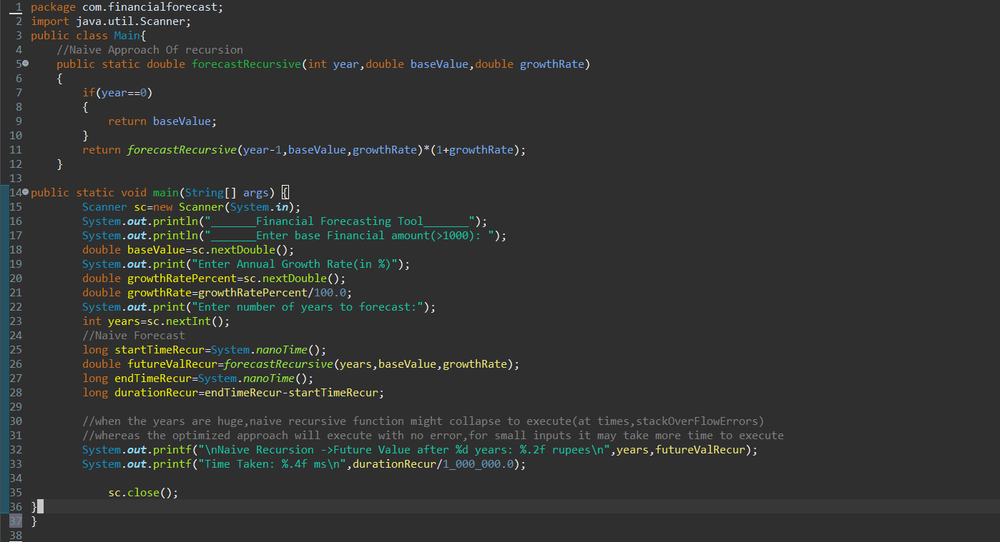 1 package com.financialforecast;
2 import java.util.Scanner;
3 public class Main{
4     //Naive Approach Of recursion
5     public static double forecastRecursive(int year,double baseValue,double growthRate)
6     {
7         if(year==0)
8         {
9             return baseValue;
10         }
11         return forecastRecursive(year-1,baseValue,growthRate)*(1+growthRate);
12     }
13
14 public static void main(String[] args) {
15         Scanner sc=new Scanner(System.in);
16         System.out.println("_______Financial Forecasting Tool_______");
17         System.out.println("_______Enter base Financial amount(>1000): ");
18         double baseValue=sc.nextDouble();
19         System.out.print("Enter Annual Growth Rate(in %)");
20         double growthRatePercent=sc.nextDouble();
21         double growthRate=growthRatePercent/100.0;
22         System.out.print("Enter number of years to forecast:");
23         int years=sc.nextInt();
24         //Naive Forecast
25         long startTimeRecur=System.nanoTime();
26         double futureValRecur=forecastRecursive(years,baseValue,growthRate);
27         long endTimeRecur=System.nanoTime();
28         long durationRecur=endTimeRecur-startTimeRecur;
29
30         //when the years are huge,naive recursive function might collapse to execute(at times,stackOverFlowErrors)
31         //whereas the optimized approach will execute with no error,for small inputs it may take more time to execute
32         System.out.printf("\nNaive Recursion ->Future Value after %d years: %.2f rupees\n",years,futureValRecur);
33         System.out.printf("Time Taken: %.4f ms\n",durationRecur/1_000_000.0);
34
35             sc.close();
36 }
37 }
38